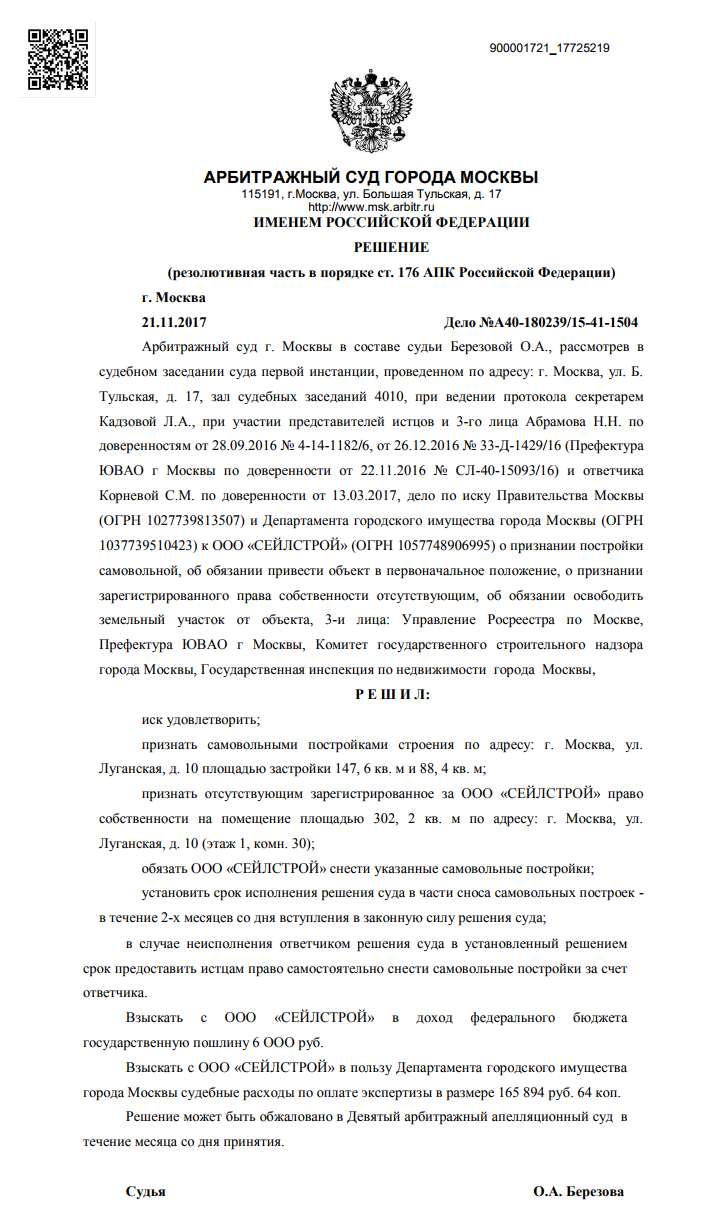 900001721_17725219
АРБИТРАЖНЫЙ СУД ГОРОДА МОСКВЫ
115191, г.Москва, ул. Большая Тульская, д. 17
http://www.msk.arbitr.ru
ИМЕНЕМ РОССИЙСКОЙ ФЕДЕРАЦИИ
РЕШЕНИЕ
(резолютивная часть в порядке ст. 176 АПК Российской Федерации)
г. Москва
21.11.2017 Дело №А40-180239/15-41-1504
Арбитражный суд г. Москвы в составе судьи Березовой О.А., рассмотрев в
судебном заседании суда первой инстанции, проведенном по адресу: г. Москва, ул. Б.
Тульская, д. 17, зал судебных заседаний 4010, при ведении протокола секретарем
Кадзовой Л.А., при участии представителей истцов и 3-го лица Абрамова Н.Н. по
доверенностям от 28.09.2016 № 4-14-1182/6, от 26.12.2016 № 33-Д-1429/16 (Префектура
ЮВАО г Москвы по доверенности от 22.11.2016 № СЛ-40-15093/16) и ответчика
Корневой С.М. по доверенности от 13.03.2017, дело по иску Правительства Москвы
(ОГРН 1027739813507) и Департамента городского имущества города Москвы (ОГРН
1037739510423) к ООО «СЕЙЛСТРОЙ» (ОГРН 1057748906995) о признании постройки
самовольной, об обязании привести объект в первоначальное положение, о признании
зарегистрированного права собственности отсутствующим, об обязании освободить
земельный участок от объекта, 3-и лица: Управление Росреестра по Москве,
Префектура ЮВАО г Москвы, Комитет государственного строительного надзора
города Москвы, Государственная инспекция по недвижимости города Москвы,
Р Е Ш И Л:
иск удовлетворить;
признать самовольными постройками строения по адресу: г. Москва, ул.
Луганская, д. 10 площадью застройки 147, 6 кв. м и 88, 4 кв. м;
признать отсутствующим зарегистрированное за ООО «СЕЙЛСТРОЙ» право
собственности на помещение площадью 302, 2 кв. м по адресу: г. Москва, ул.
Луганская, д. 10 (этаж 1, комн. 30);
обязать ООО «СЕЙЛСТРОЙ» снести указанные самовольные постройки;
установить срок исполнения решения суда в части сноса самовольных построек -
в течение 2-х месяцев со дня вступления в законную силу решения суда;
в случае неисполнения ответчиком решения суда в установленный решением
срок предоставить истцам право самостоятельно снести самовольные постройки за счет
ответчика.
Взыскать с ООО «СЕЙЛСТРОЙ» в доход федерального бюджета
государственную пошлину 6 ООО руб.
Взыскать с ООО «СЕЙЛСТРОЙ» в пользу Департамента городского имущества
города Москвы судебные расходы по оплате экспертизы в размере 165 894 руб. 64 коп.
Решение может быть обжаловано в Девятый арбитражный апелляционный суд в
течение месяца со дня принятия.
Судья О.А. Березова